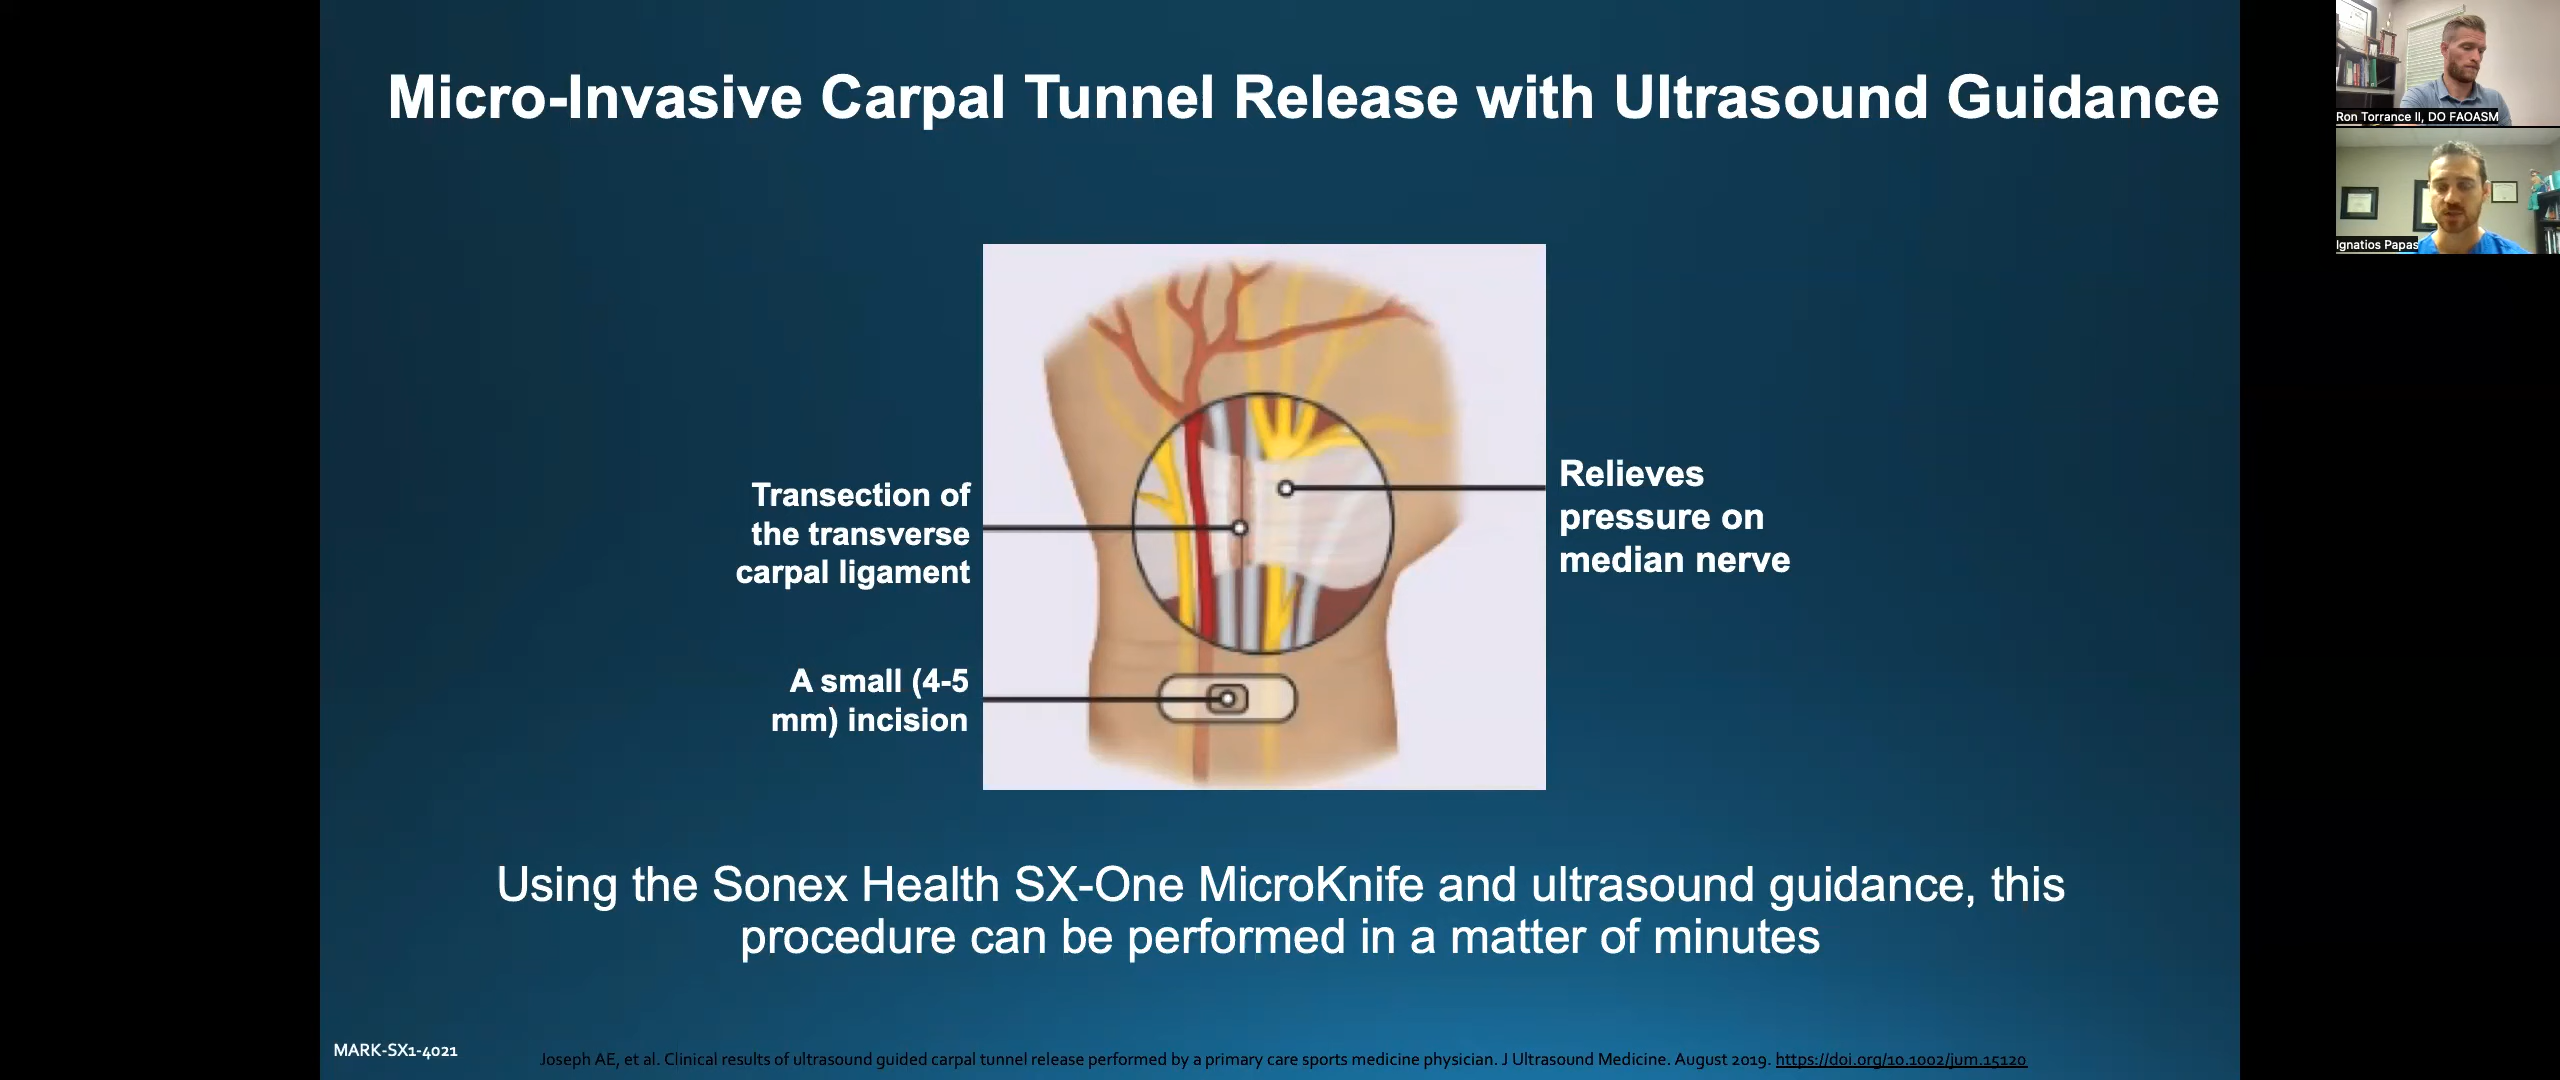 Micro-Invasive Carpal Tunnel Release with Ultrasound Guidance
Ron Torrance II, DO FAOASM
Ignatios Papas
Transection of
the transverse
carpal ligament
Relieves
pressure on
median nerve
A small (4-5
mm) incision
Using the Sonex Health SX-One MicroKnife and ultrasound guidance, this
procedure can be performed in a matter of minutes
MARK-SX1-4021
Joseph AE, et al. Clinical results of ultrasound guided carpal tunnel release performed by a primary care sports medicine physician. J Ultrasound Medicine. August 2019. https://doi.org/10.1002/jum.15120